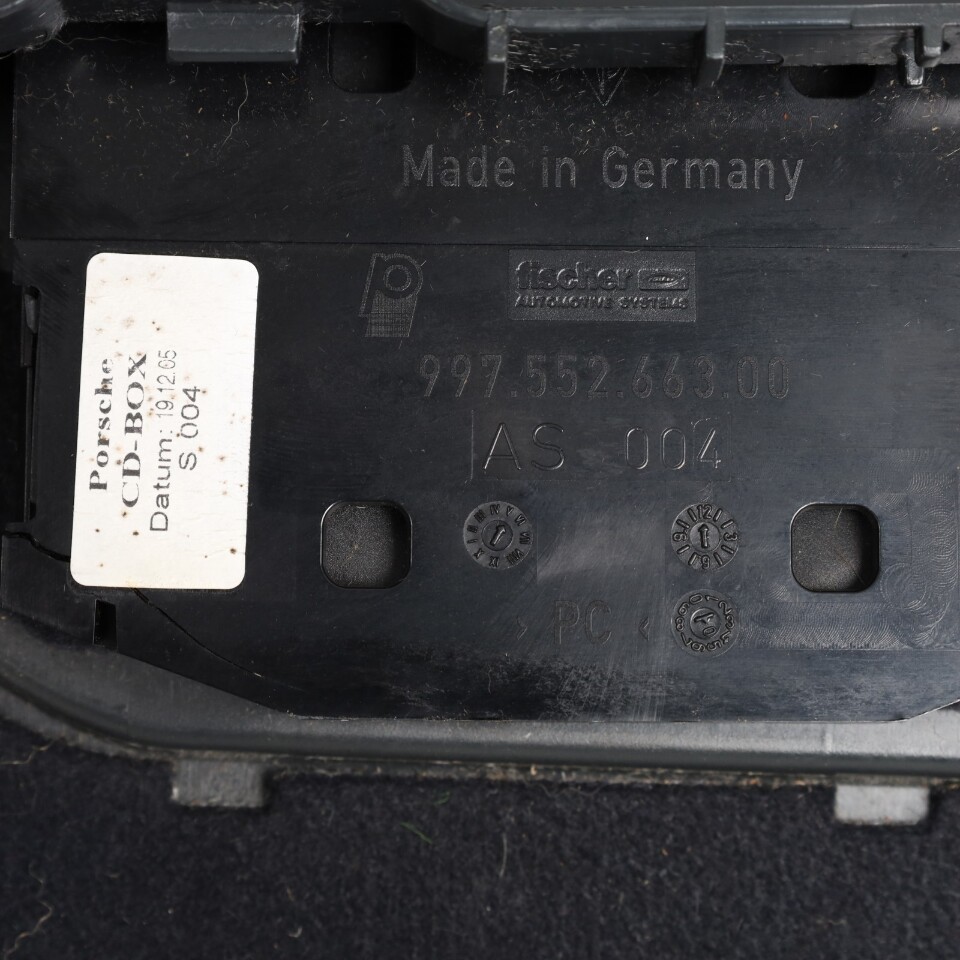 Made in Germany
fischer
AUTOMOTIVE SYSTEMS
997.552.663.00
AS 004
> PC <
Porsche
CD-BOX
Datum: 19.12.05
S 004